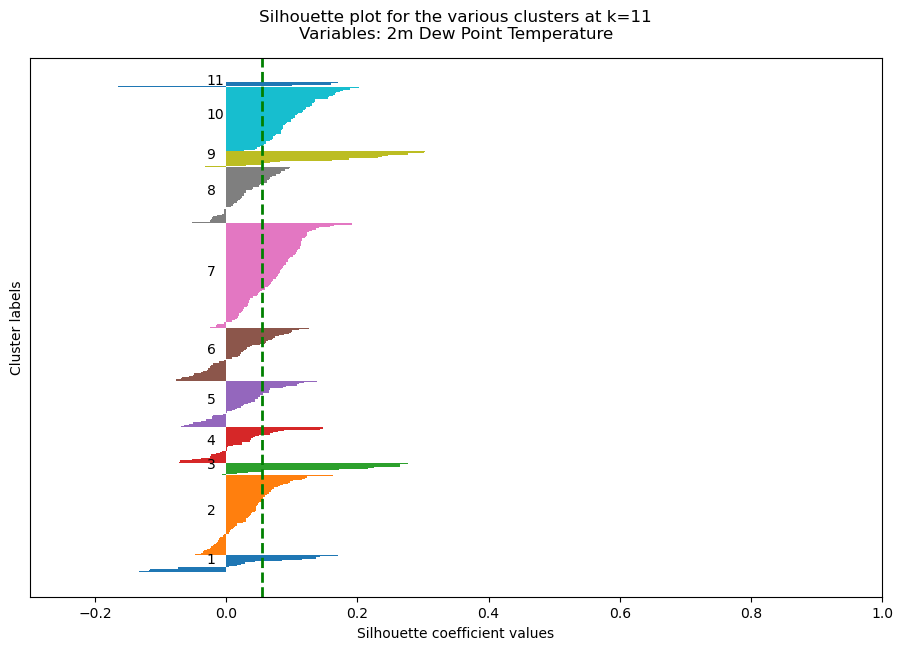 Silhouette plot for the various clusters at k=11
Variables: 2m Dew Point Temperature
11
10
9
8
7
6
5
4
3
2
1
Cluster labels
−0.2 0.0 0.2 0.4 0.6 0.8 1.0
Silhouette coefficient values